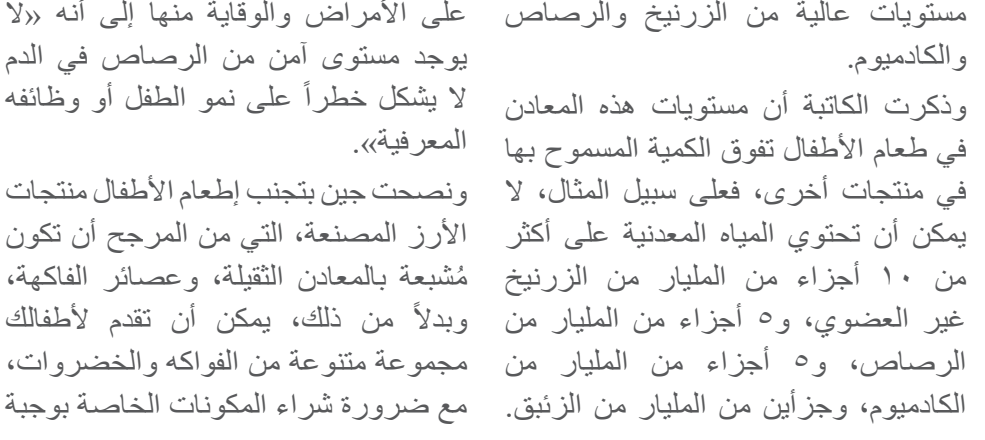 مستويات عالية من الزرنيخ والرصاص
والكادميوم.
وذكرت الكاتبة أن مستويات هذه المعادن
في طعام الأطفال تفوق الكمية المسموح بها
في منتجات أخرى، فعلى سبيل المثال، لا
يمكن أن تحتوي المياه المعدنية على أكثر
من ١٠ أجزاء من المليار من الزرنيخ
غير العضوي، و٥ أجزاء من المليار من
الرصاص، و٥ أجزاء من المليار من
الكادميوم، وجزأين من المليار من الزئبق.
على الأمراض والوقاية منها إلى أنه «لا
يوجد مستوى آمن من الرصاص في الدم
لا يشكل خطراً على نمو الطفل أو وظائفه
المعرفية».
ونصحت جين بتجنب إطعام الأطفال منتجات
الأرز المصنعة، التي من المرجح أن تكون
مُشبعة بالمعادن الثقيلة، وعصائر الفاكهة،
وبدلاً من ذلك، يمكن أن تقدم لأطفالك
مجموعة متنوعة من الفواكه والخضروات،
مع ضرورة شراء المكونات الخاصة بوجبة